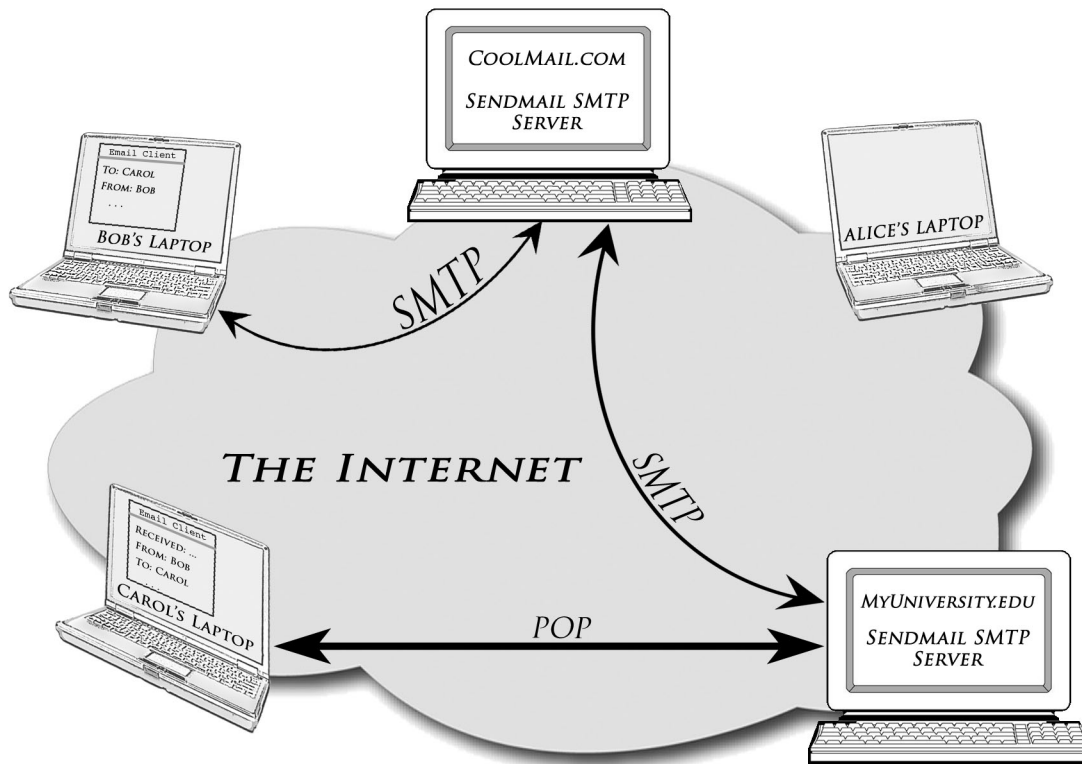 CoolMail.com
Sendmail SMTP
Server
Email Client
To: Carol
From: Bob
...
Bob's Laptop
Alice's Laptop
SMTP
The Internet
SMTP
Email Client
Received: ...
From: Bob
To: Carol
...
Carol's Laptop
POP
MyUniversity.edu
Sendmail SMTP
Server